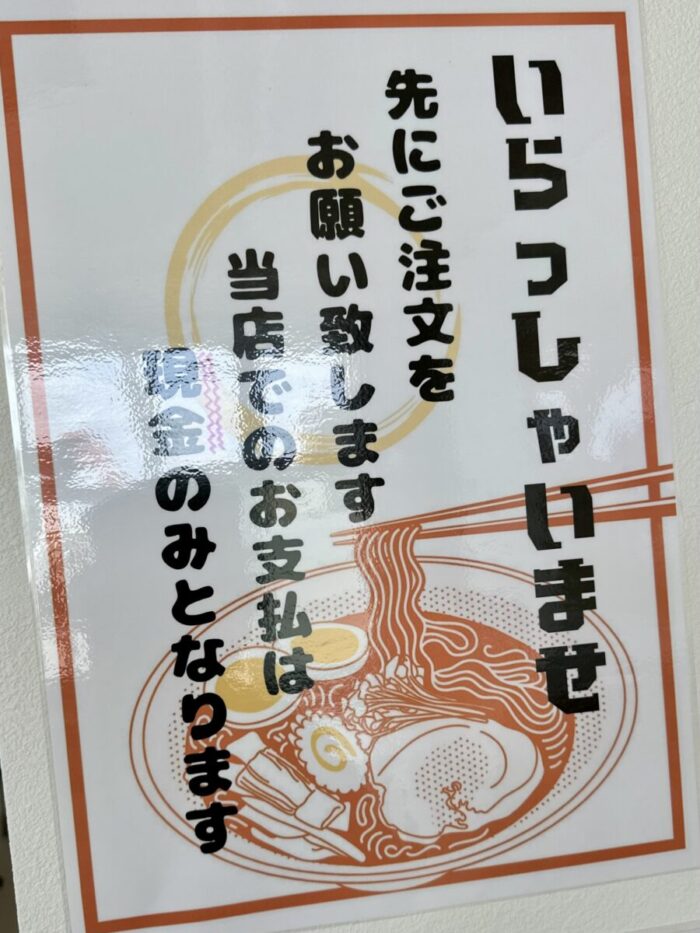 いらっしゃいませ
先にご注文を
お願い致します
当店でのお支払は
現金のみとなります